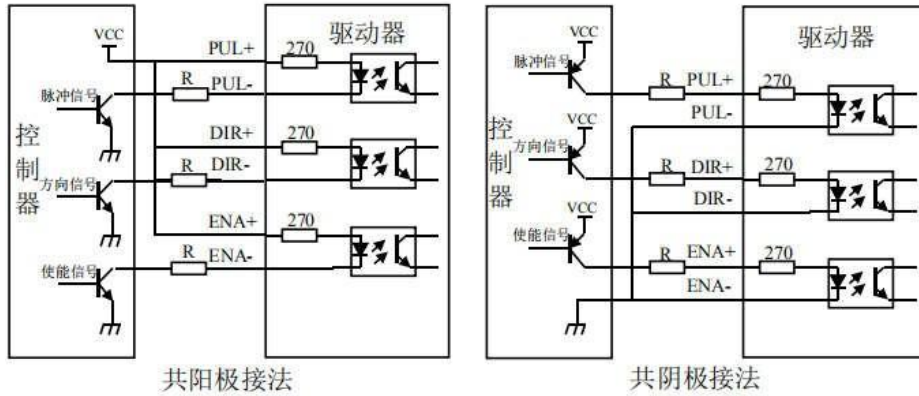 VCC
PUL+
270
驱动器
R
PUL-
脉冲信号
DIR+
270
控制器
方向信号
R
DIR-
ENA+
270
R
ENA-
使能信号
共阳极接法
VCC
驱动器
脉冲信号
R
PUL+
270
PUL-
VCC
控制器
方向信号
R
DIR+
270
DIR-
VCC
使能信号
R
ENA+
270
ENA-
共阴极接法